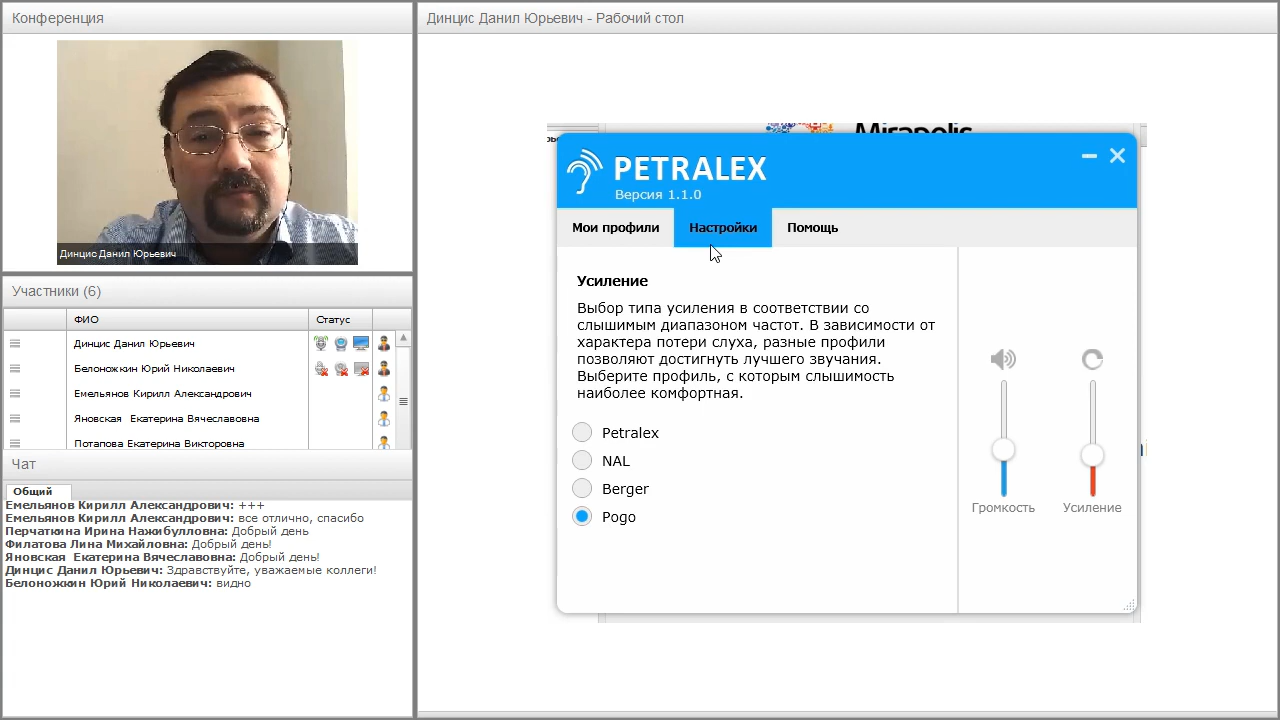 Конференция
Динцис Данил Юрьевич
Участники (6)
ФИО Статус
Динцис Данил Юрьевич
Белоножкин Юрий Николаевич
Емельянов Кирилл Александрович
Яновская Екатерина Вячеславовна
Потапова Екатерина Викторовна
Чат
Общий
Емельянов Кирилл Александрович: +++
Емельянов Кирилл Александрович: все отлично, спасибо
Перчаткина Ирина Нажибулловна: Добрый день
Филатова Лина Михайловна: Добрый день!
Яновская Екатерина Вячеславовна: Добрый день!
Динцис Данил Юрьевич: Здравствуйте, уважаемые коллеги!
Белоножкин Юрий Николаевич: видно
Динцис Данил Юрьевич - Рабочий стол
Mirapolis
PETRALEX
Версия 1.1.0
Мои профили Настройки Помощь
Усиление
Выбор типа усиления в соответствии со
слышимым диапазоном частот. В зависимости от
характера потери слуха, разные профили
позволяют достигнуть лучшего звучания.
Выберите профиль, с которым слышимость
наиболее комфортная.
Petralex
NAL
Berger
Pogo
Громкость Усиление